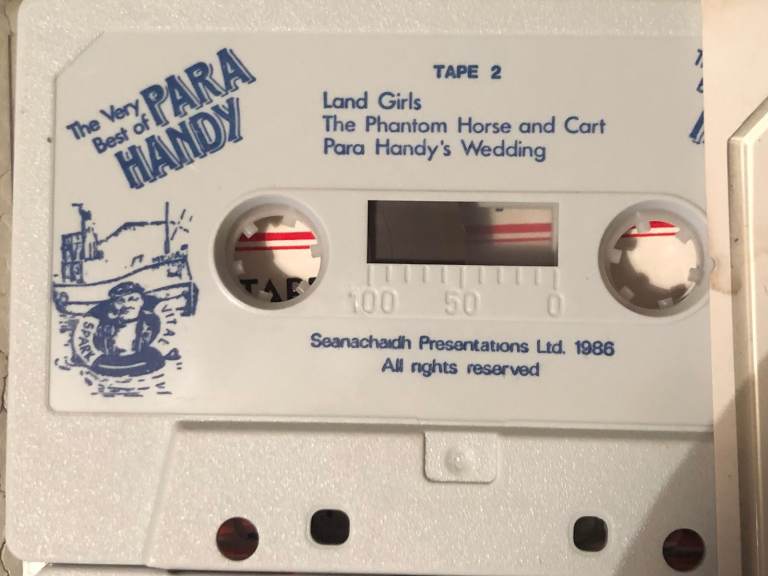 The Very
Best of
PARA
HANDY
TAPE 2
Land Girls
The Phantom Horse and Cart
Para Handy's Wedding
100 50 0
SPARK
VITAL
Seanachaidh Presentations Ltd. 1986
All rights reserved